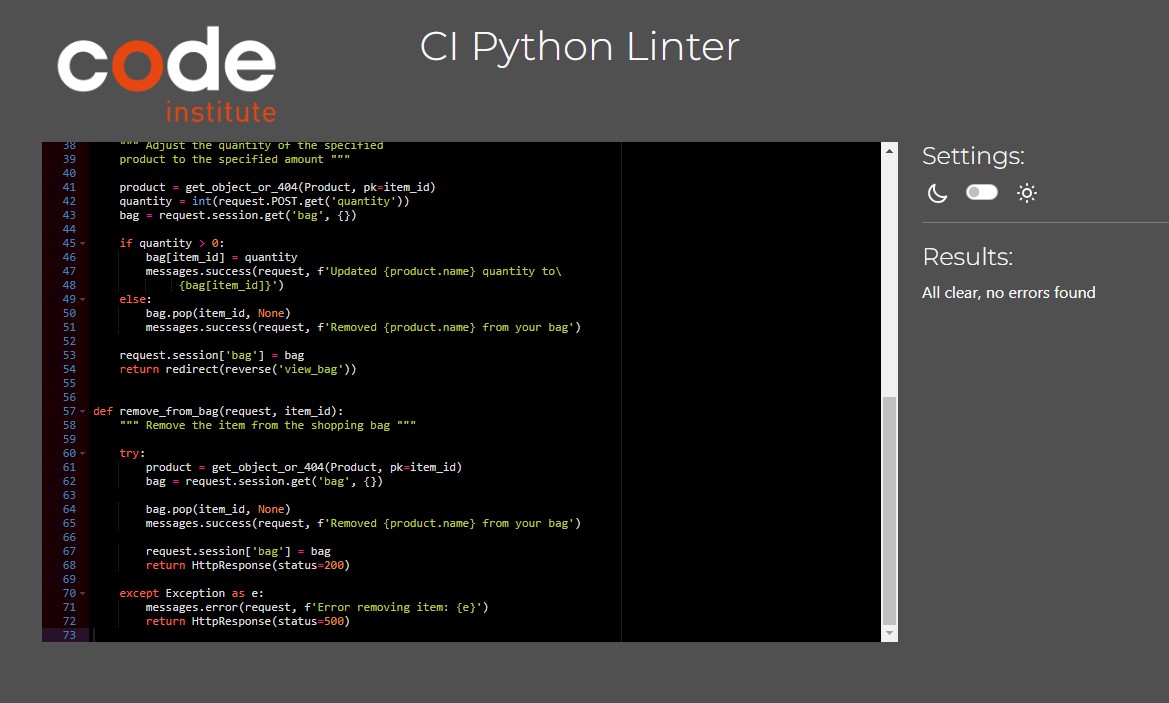 code
institute
CI Python Linter
38 """ Adjust the quantity of the specified
39 product to the specified amount """
40
41 product = get_object_or_404(Product, pk=item_id)
42 quantity = int(request.POST.get('quantity'))
43 bag = request.session.get('bag', {})
44
45 if quantity > 0:
46 bag[item_id] = quantity
47 messages.success(request, f'Updated {product.name} quantity to\
48 {bag[item_id]}')
49 else:
50 bag.pop(item_id, None)
51 messages.success(request, f'Removed {product.name} from your bag')
52
53 request.session['bag'] = bag
54 return redirect(reverse('view_bag'))
55
56
57 def remove_from_bag(request, item_id):
58 """ Remove the item from the shopping bag """
59
60 try:
61 product = get_object_or_404(Product, pk=item_id)
62 bag = request.session.get('bag', {})
63
64 bag.pop(item_id, None)
65 messages.success(request, f'Removed {product.name} from your bag')
66
67 request.session['bag'] = bag
68 return HttpResponse(status=200)
69
70 except Exception as e:
71 messages.error(request, f'Error removing item: {e}')
72 return HttpResponse(status=500)
73
Settings:
Results:
All clear, no errors found